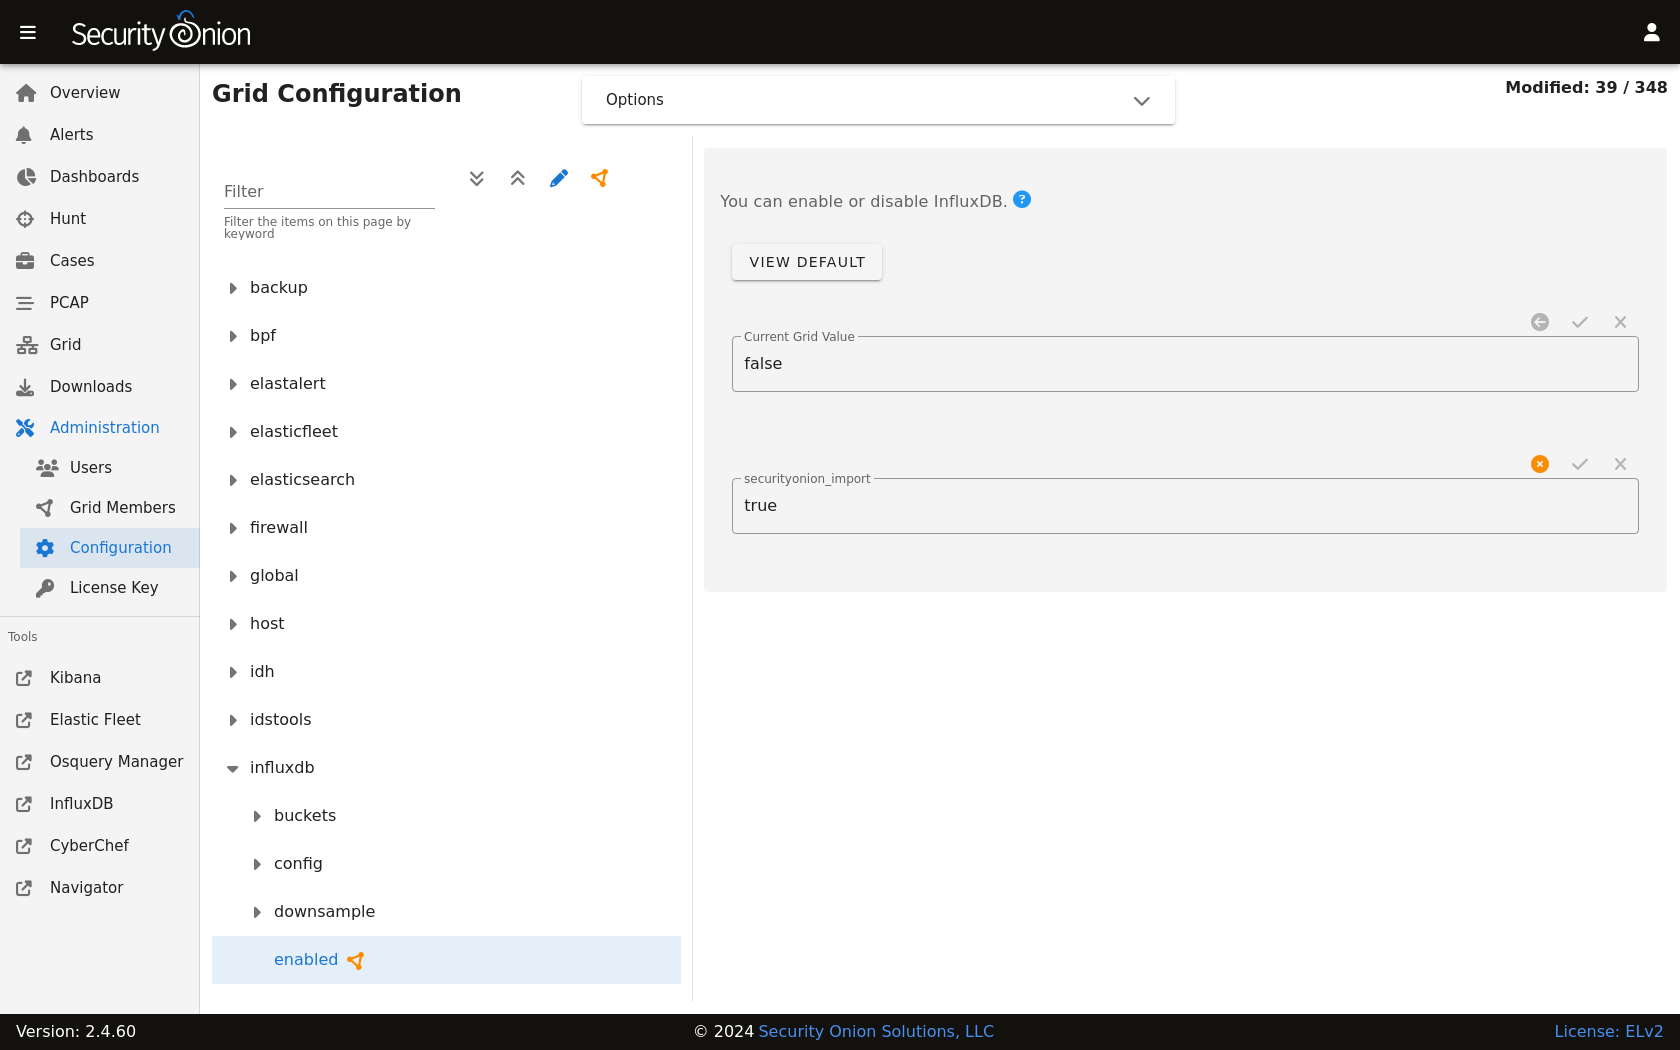 Security Onion
Overview
Alerts
Dashboards
Hunt
Cases
PCAP
Grid
Downloads
Administration
Users
Grid Members
Configuration
License Key
Tools
Kibana
Elastic Fleet
Osquery Manager
InfluxDB
CyberChef
Navigator
Grid Configuration
Options
Modified: 39 / 348
Filter
Filter the items on this page by
keyword
backup
bpf
elastalert
elasticfleet
elasticsearch
firewall
global
host
idh
idstools
influxdb
buckets
config
downsample
enabled
You can enable or disable InfluxDB. ?
VIEW DEFAULT
Current Grid Value
false
securityonion_import
true
Version: 2.4.60
© 2024 Security Onion Solutions, LLC
License: ELv2